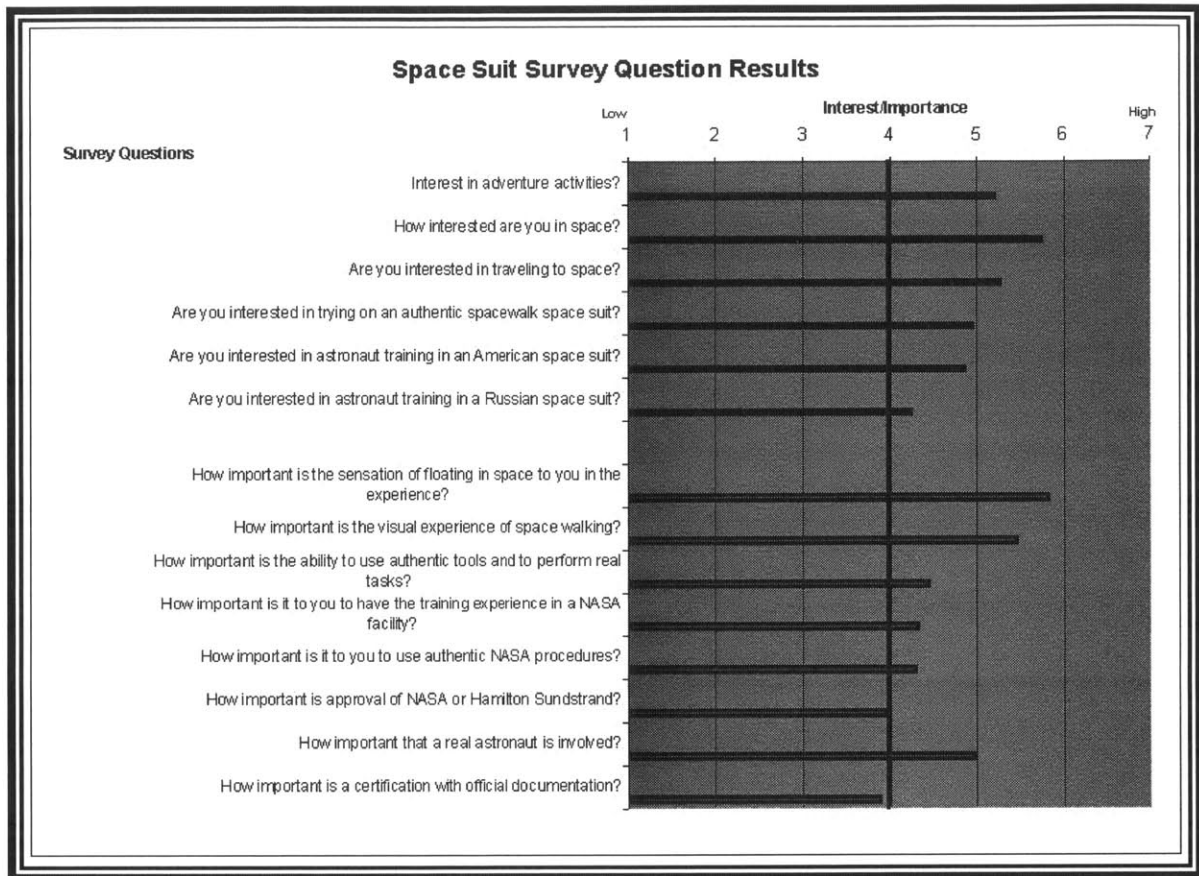 Space Suit Survey Question Results
Low
Interest/Importance
High
1 2 3 4 5 6 7
Survey Questions
Interest in adventure activities?
How interested are you in space?
Are you interested in traveling to space?
Are you interested in trying on an authentic spacewalk space suit?
Are you interested in astronaut training in an American space suit?
Are you interested in astronaut training in a Russian space suit?
How important is the sensation of floating in space to you in the
experience?
How important is the visual experience of space walking?
How important is the ability to use authentic tools and to perform real
tasks?
How important is it to you to have the training experience in a NASA
facility?
How important is it to you to use authentic NASA procedures?
How important is approval of NASA or Hamilton Sundstrand?
How important that a real astronaut is involved?
How important is a certification with official documentation?